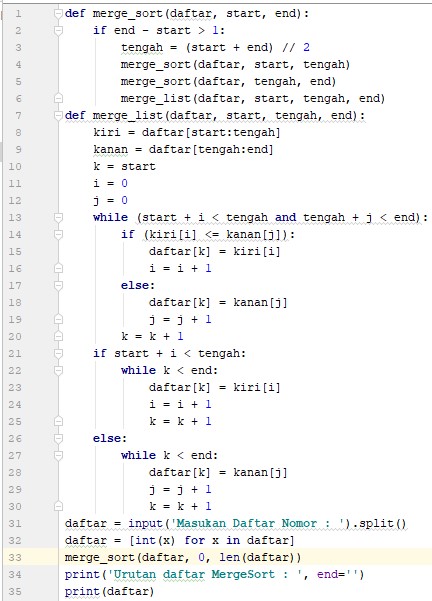 1 def merge_sort(daftar, start, end):
2     if end - start > 1:
3         tengah = (start + end) // 2
4         merge_sort(daftar, start, tengah)
5         merge_sort(daftar, tengah, end)
6         merge_list(daftar, start, tengah, end)
7 def merge_list(daftar, start, tengah, end):
8     kiri = daftar[start:tengah]
9     kanan = daftar[tengah:end]
10     k = start
11     i = 0
12     j = 0
13     while (start + i < tengah and tengah + j < end):
14         if (kiri[i] <= kanan[j]):
15             daftar[k] = kiri[i]
16             i = i + 1
17         else:
18             daftar[k] = kanan[j]
19             j = j + 1
20         k = k + 1
21     if start + i < tengah:
22         while k < end:
23             daftar[k] = kiri[i]
24             i = i + 1
25             k = k + 1
26     else:
27         while k < end:
28             daftar[k] = kanan[j]
29             j = j + 1
30             k = k + 1
31 daftar = input('Masukan Daftar Nomor : ').split()
32 daftar = [int(x) for x in daftar]
33 merge_sort(daftar, 0, len(daftar))
34 print('Urutan daftar MergeSort : ', end='')
35 print(daftar)